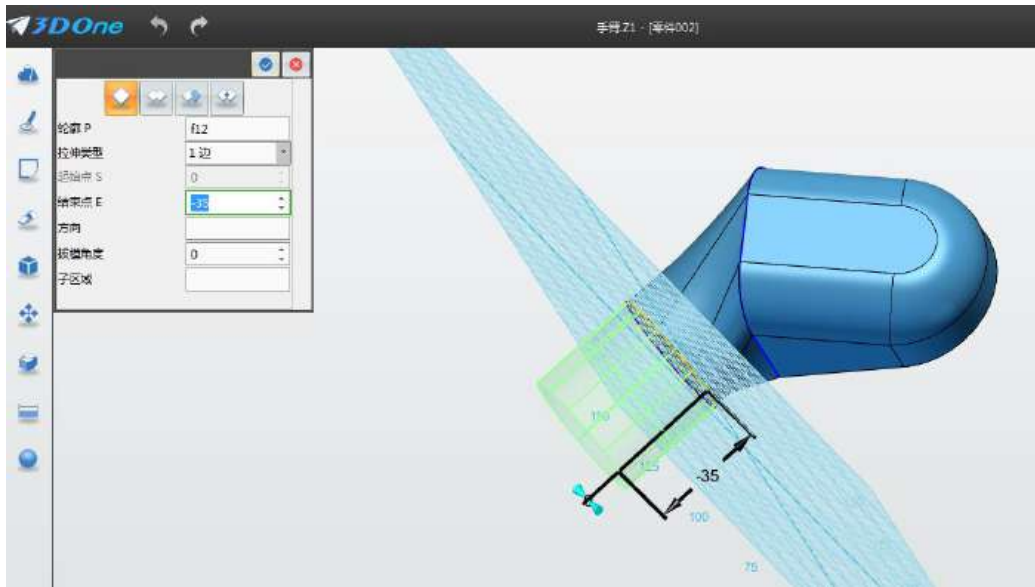 3DOne
手臂.Z1 - [零件002]
轮廓 P f12
拉伸类型 1 边
起始点 S 0
结束点 E -35
方向
拔模角度 0
子区域
-35
100
75